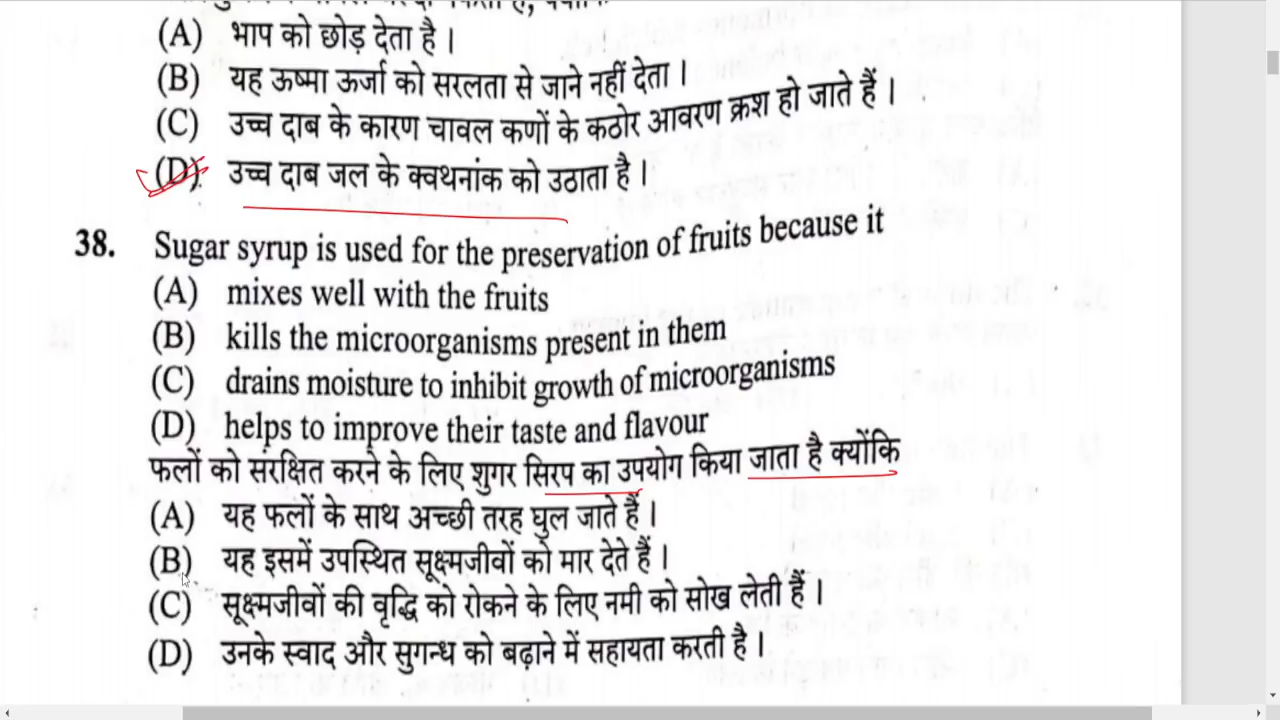 (A) भाप को छोड़ देता है ।
(B) यह ऊष्मा ऊर्जा को सरलता से जाने नहीं देता ।
(C) उच्च दाब के कारण चावल कणों के कठोर आवरण क्रश हो जाते हैं ।
(D) उच्च दाब जल के क्वथनांक को उठाता है ।
38. Sugar syrup is used for the preservation of fruits because it
(A) mixes well with the fruits
(B) kills the microorganisms present in them
(C) drains moisture to inhibit growth of microorganisms
(D) helps to improve their taste and flavour
फलों को संरक्षित करने के लिए शुगर सिरप का उपयोग किया जाता है क्योंकि
(A) यह फलों के साथ अच्छी तरह घुल जाते हैं ।
(B) यह इसमें उपस्थित सूक्ष्मजीवों को मार देते हैं ।
(C) सूक्ष्मजीवों की वृद्धि को रोकने के लिए नमी को सोख लेती हैं ।
(D) उनके स्वाद और सुगन्ध को बढ़ाने में सहायता करती है ।